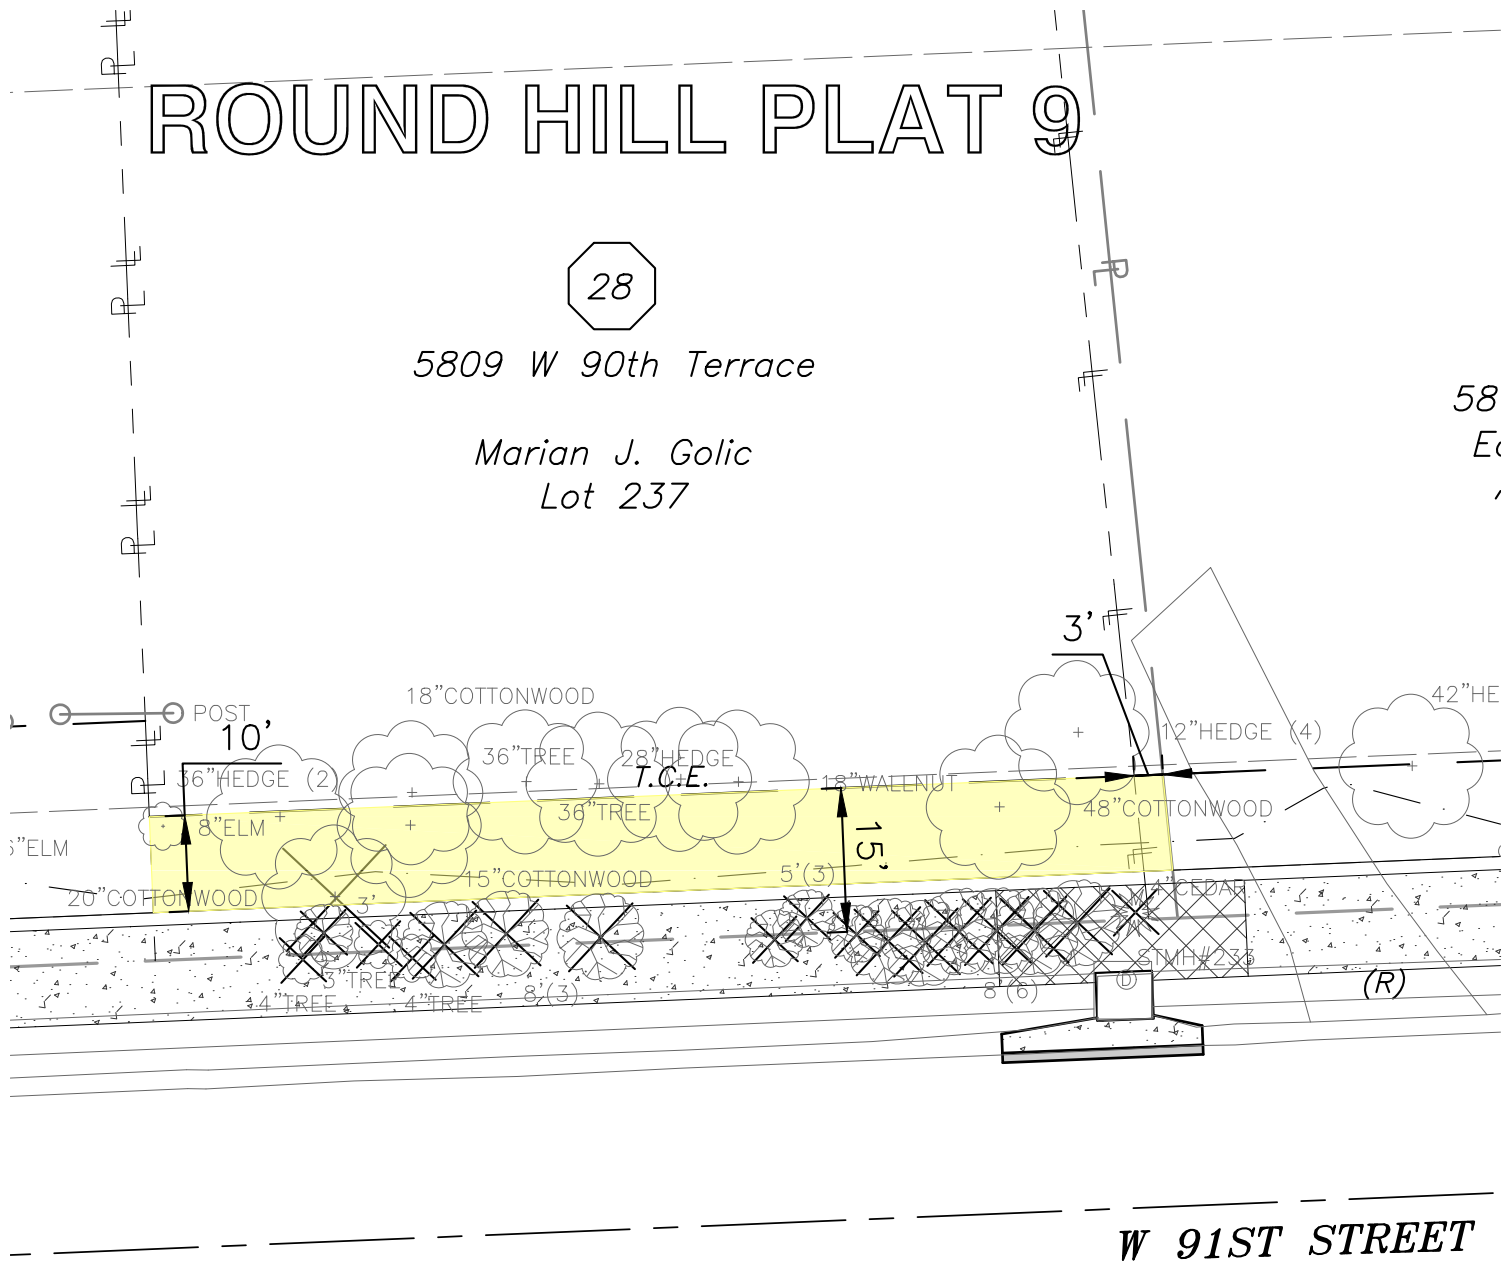 ROUND HILL PLAT 9
28
5809 W 90th Terrace
Marian J. Golic
Lot 237
58
3'
18"COTTONWOOD
42"HE
POST
10'
12"HEDGE (4)
36"TREE
28"HEDGE
36"HEDGE (2)
T.C.E.
18"WALLNUT
36"TREE
48"COTTONWOOD
8"ELM
15'
"ELM
5'(3)
15"COTTONWOOD
4"CEDAR
20"COTTONWOOD
3'
STMH#233
3"TREE
8'(3)
8'(6)
(R)
D
4"TREE
4"TREE
W 91ST STREET